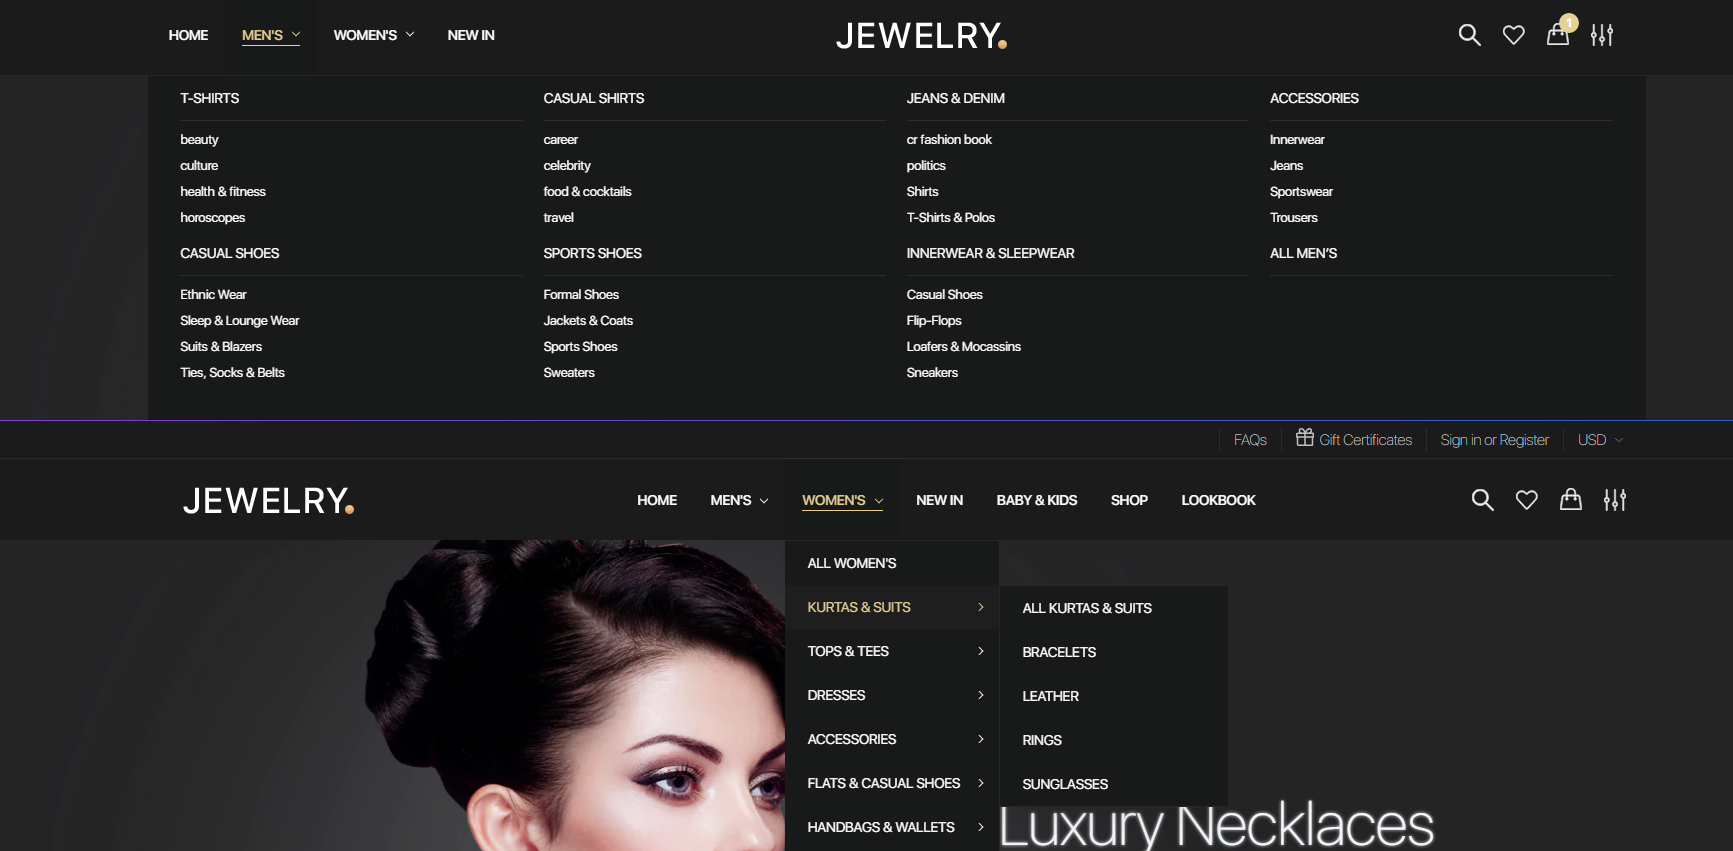 HOME MEN'S WOMEN'S NEW IN JEWELRY. 1
T-SHIRTS CASUAL SHIRTS JEANS & DENIM ACCESSORIES
beauty career cr fashion book Innerwear
culture celebrity politics Jeans
health & fitness food & cocktails Shirts Sportswear
horoscopes travel T-Shirts & Polos Trousers
CASUAL SHOES SPORTS SHOES INNERWEAR & SLEEPWEAR ALL MEN'S
Ethnic Wear Formal Shoes Casual Shoes
Sleep & Lounge Wear Jackets & Coats Flip-Flops
Suits & Blazers Sports Shoes Loafers & Mocassins
Ties, Socks & Belts Sweaters Sneakers
FAQs Gift Certificates Sign in or Register USD
JEWELRY. HOME MEN'S WOMEN'S NEW IN BABY & KIDS SHOP LOOKBOOK
ALL WOMEN'S
KURTAS & SUITS ALL KURTAS & SUITS
TOPS & TEES BRACELETS
DRESSES LEATHER
ACCESSORIES RINGS
FLATS & CASUAL SHOES SUNGLASSES
HANDBAGS & WALLETS Luxury Necklaces